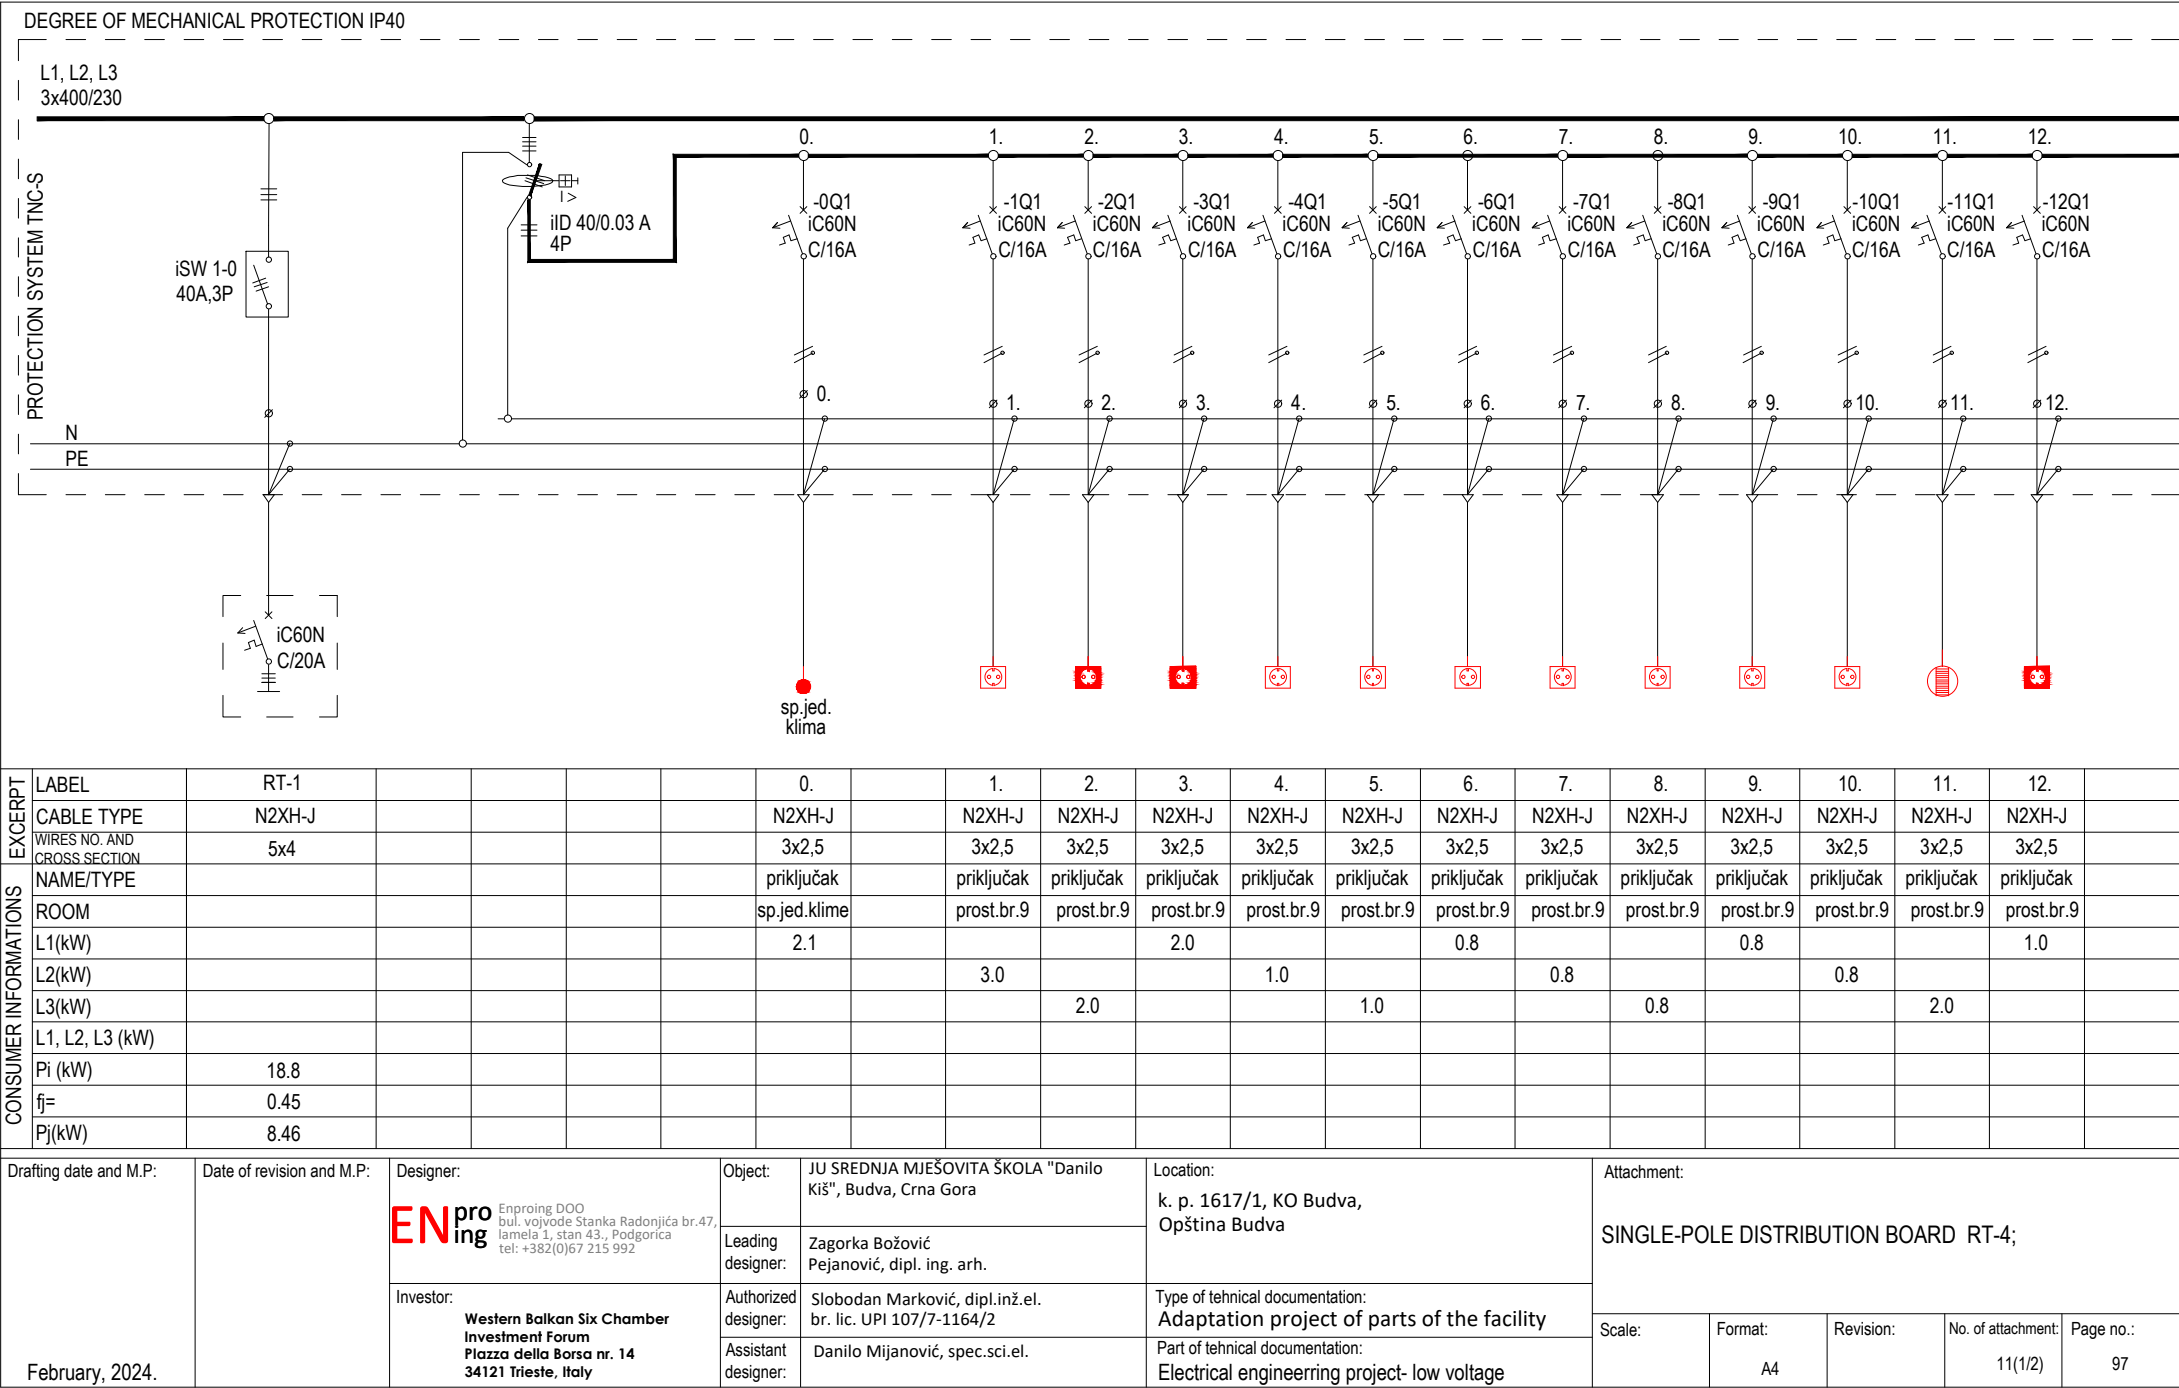 DEGREE OF MECHANICAL PROTECTION IP40
L1, L2, L3
3x400/230
PROTECTION SYSTEM TNC-S
0. 1. 2. 3. 4. 5. 6. 7. 8. 9. 10. 11. 12.
-0Q1 -1Q1 -2Q1 -3Q1 -4Q1 -5Q1 -6Q1 -7Q1 -8Q1 -9Q1 -10Q1 -11Q1 -12Q1
iC60N iC60N iC60N iC60N iC60N iC60N iC60N iC60N iC60N iC60N iC60N iC60N iC60N
C/16A C/16A C/16A C/16A C/16A C/16A C/16A C/16A C/16A C/16A C/16A C/16A C/16A
I >
iID 40/0.03 A
4P
iSW 1-0
40A,3P
0. 1. 2. 3. 4. 5. 6. 7. 8. 9. 10. 11. 12.
N
PE
iC60N
C/20A
sp.jed.
klima
EXCERPT
LABEL RT-1 0. 1. 2. 3. 4. 5. 6. 7. 8. 9. 10. 11. 12.
CABLE TYPE N2XH-J N2XH-J N2XH-J N2XH-J N2XH-J N2XH-J N2XH-J N2XH-J N2XH-J N2XH-J N2XH-J N2XH-J N2XH-J N2XH-J
WIRES NO. AND
CROSS SECTION 5x4 3x2,5 3x2,5 3x2,5 3x2,5 3x2,5 3x2,5 3x2,5 3x2,5 3x2,5 3x2,5 3x2,5 3x2,5 3x2,5
CONSUMER INFORMATIONS
NAME/TYPE priključak priključak priključak priključak priključak priključak priključak priključak priključak priključak priključak priključak priključak
ROOM sp.jed.klime prost.br.9 prost.br.9 prost.br.9 prost.br.9 prost.br.9 prost.br.9 prost.br.9 prost.br.9 prost.br.9 prost.br.9 prost.br.9 prost.br.9
L1(kW) 2.1 2.0 0.8 0.8 1.0
L2(kW) 3.0 1.0 0.8 0.8
L3(kW) 2.0 1.0 0.8 2.0
L1, L2, L3 (kW)
Pi (kW) 18.8
fj= 0.45
Pj(kW) 8.46
Drafting date and M.P:
February, 2024.
Date of revision and M.P:
Designer:
ENpro
ing
Enproing DOO
bul. vojvode Stanka Radonjića br.47,
lamela 1, stan 43., Podgorica
tel: +382(0)67 215 992
Investor:
Western Balkan Six Chamber
Investment Forum
Plazza della Borsa nr. 14
34121 Trieste, Italy
Object:
JU SREDNJA MJEŠOVITA ŠKOLA "Danilo
Kiš", Budva, Crna Gora
Leading
designer:
Zagorka Božović
Pejanović, dipl. ing. arh.
Authorized
designer:
Slobodan Marković, dipl.inž.el.
br. lic. UPI 107/7-1164/2
Assistant
designer:
Danilo Mijanović, spec.sci.el.
Location:
k. p. 1617/1, KO Budva,
Opština Budva
Type of tehnical documentation:
Adaptation project of parts of the facility
Part of tehnical documentation:
Electrical engineerring project- low voltage
Attachment:
SINGLE-POLE DISTRIBUTION BOARD RT-4;
Scale:
Format:
A4
Revision:
No. of attachment:
11(1/2)
Page no.:
97